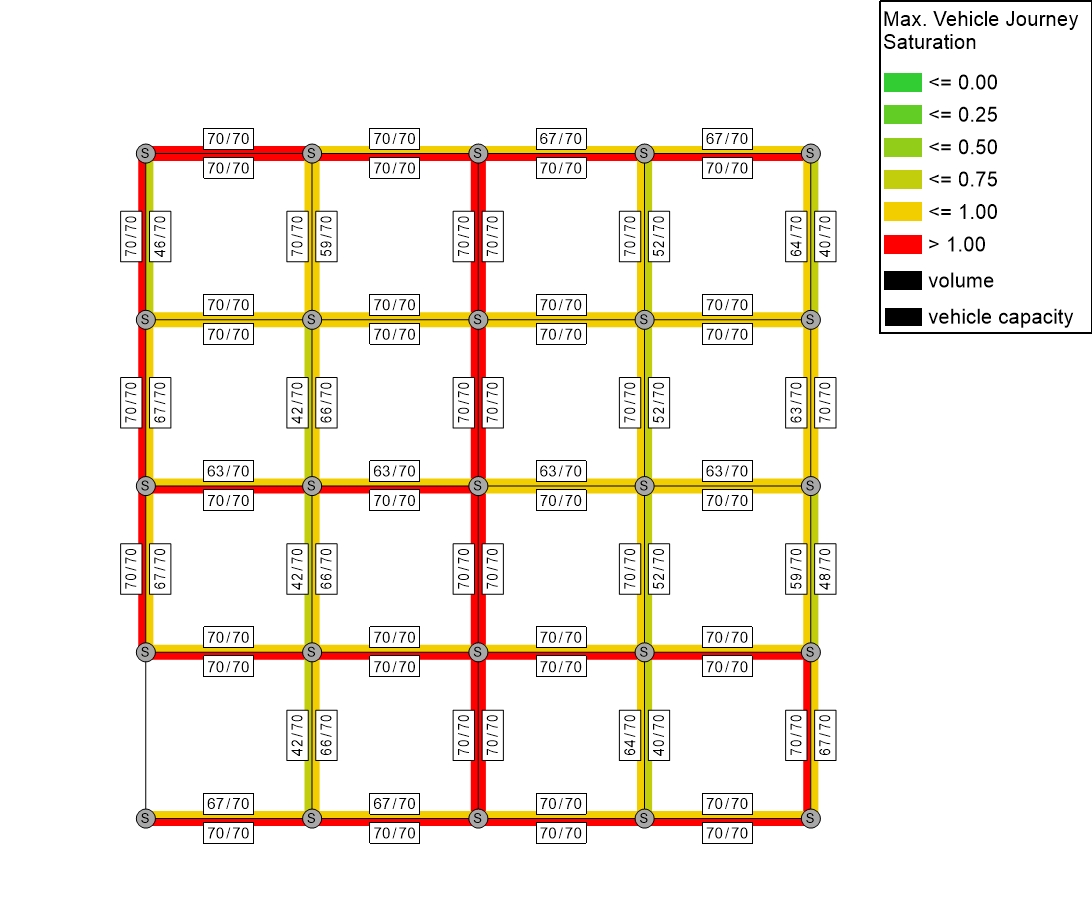 Max. Vehicle Journey
Saturation
<= 0.00
<= 0.25
<= 0.50
<= 0.75
<= 1.00
> 1.00
volume
vehicle capacity
70/70 70/70 67/70 67/70
S S S S S
70/70 70/70 70/70 70/70
70/70 46/70 70/70 59/70 70/70 70/70 70/70 52/70 64/70 40/70
70/70 70/70 70/70 70/70
S S S S S
70/70 70/70 70/70 70/70
70/70 67/70 42/70 66/70 70/70 70/70 70/70 52/70 63/70 70/70
63/70 63/70 63/70 63/70
S S S S S
70/70 70/70 70/70 70/70
70/70 67/70 42/70 66/70 70/70 70/70 70/70 52/70 59/70 48/70
70/70 70/70 70/70 70/70
S S S S S
70/70 70/70 70/70 70/70
42/70 66/70 70/70 70/70 64/70 40/70 70/70 67/70
67/70 67/70 70/70 70/70
S S S S S
70/70 70/70 70/70 70/70